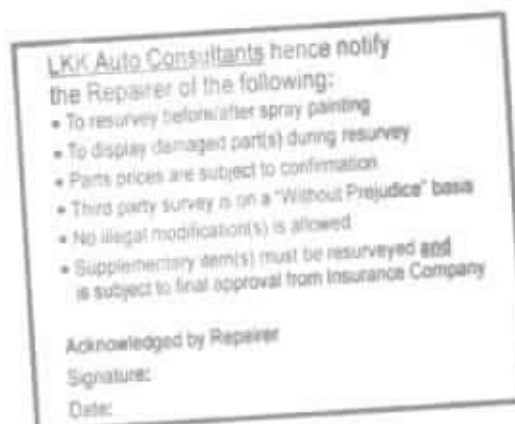 LKK Auto Consultants hence notify
the Repairer of the following:
• To resurvey before/after spray painting
• To display damaged part(s) during resurvey
• Parts prices are subject to confirmation
• Third party survey is on a "Without Prejudice" basis
• No illegal modification(s) is allowed
• Supplementary item(s) must be resurveyed and
is subject to final approval from Insurance Company
Acknowledged by Repairer
Signature:
Date: